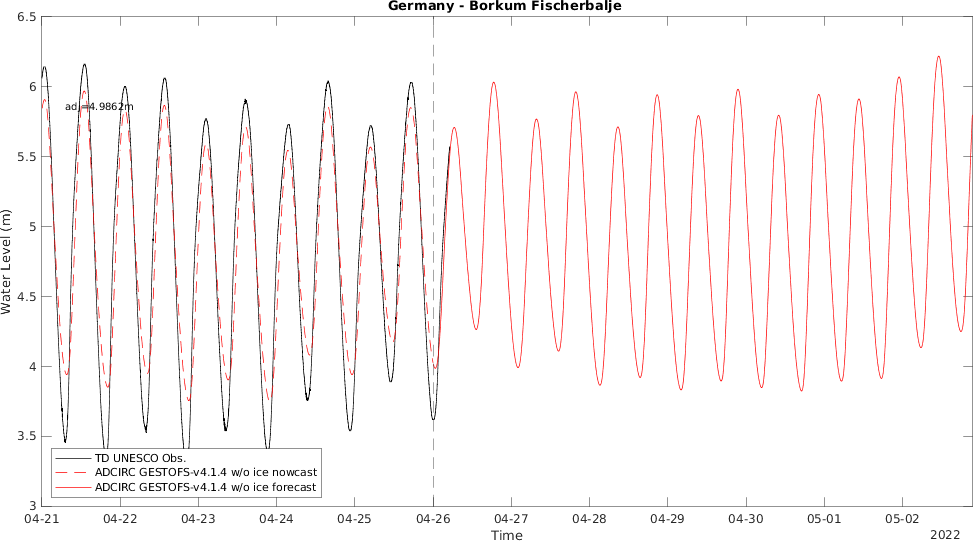 Germany - Borkum Fischerbalje
6.5
6
5.5
5
4.5
4
3.5
3
Water Level (m)
adj=4.9862m
TD UNESCO Obs.
ADCIRC GESTOFS-v4.1.4 w/o ice nowcast
ADCIRC GESTOFS-v4.1.4 w/o ice forecast
04-21 04-22 04-23 04-24 04-25 04-26 04-27 04-28 04-29 04-30 05-01 05-02
Time
2022